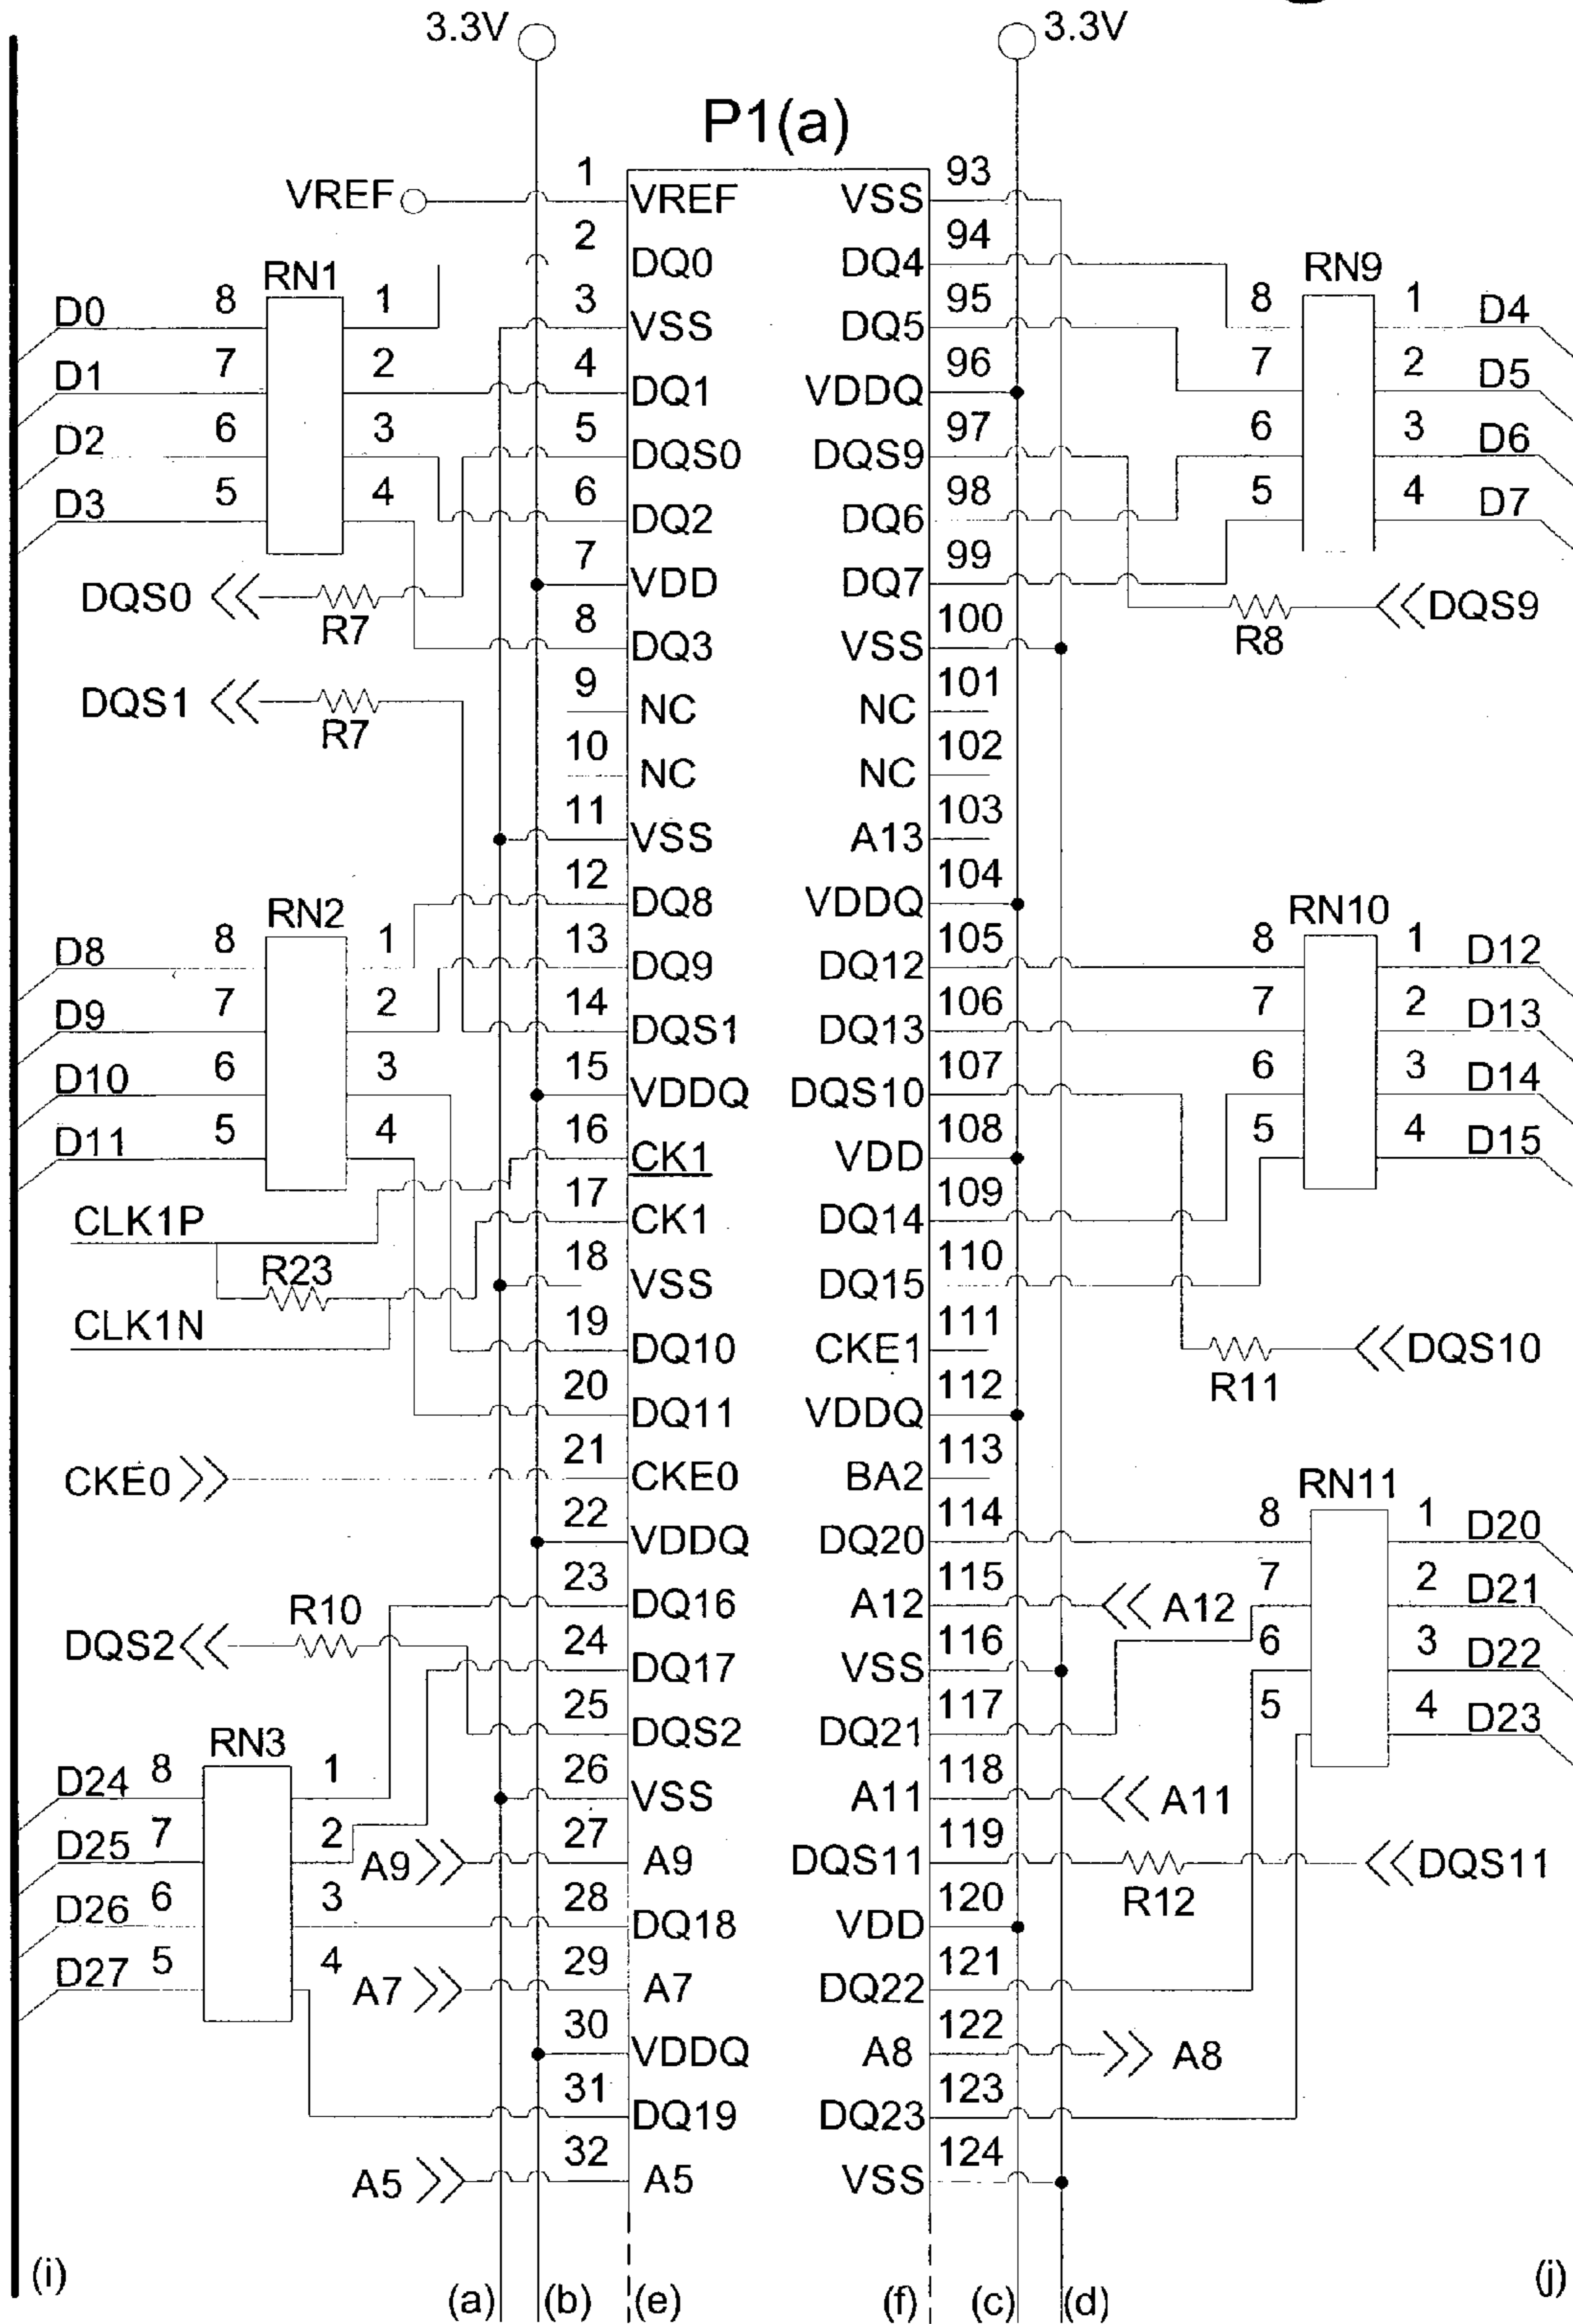 3.3V 3.3V
P1(a)
1 93
VREF VREF VSS
2 94
DQ0 DQ4
RN1 RN9
8 1 3 95 8 1
D0 VSS DQ5 D4
7 2 4 96 7 2
D1 DQ1 VDDQ D5
6 3 5 97 6 3
D2 DQS0 DQS9 D6
5 4 6 98 5 4
D3 DQ2 DQ6 D7
7 99
DQS0 VDD DQ7 DQS9
R7 R8
8 100
DQ3 VSS
9 101
DQS1 NC NC
R7
10 102
NC NC
11 103
VSS A13
12 104
DQ8 VDDQ
RN2 RN10
8 1 13 105 8 1
D8 DQ9 DQ12 D12
7 2 14 106 7 2
D9 DQS1 DQ13 D13
6 3 15 107 6 3
D10 VDDQ DQS10 D14
5 4 16 108 5 4
D11 CK1 VDD D15
17 109
CLK1P CK1 DQ14
18 110
R23 VSS DQ15
19 111
CLK1N DQ10 CKE1 DQS10
R11
20 112
DQ11 VDDQ
21 113
CKE0 CKE0 BA2
RN11
22 114 8 1
VDDQ DQ20 D20
23 115 7 2
R10 DQ16 A12 A12 D21
24 116 6 3
DQS2 DQ17 VSS D22
25 117 5 4
DQS2 DQ21 D23
RN3
8 1 26 118
D24 VSS A11 A11
7 2 27 119
D25 A9 A9 DQS11 DQS11
R12
6 3 28 120
D26 DQ18 VDD
5 4 29 121
D27 A7 A7 DQ22
30 122
VDDQ A8 A8
31 123
DQ19 DQ23
32 124
A5 A5 VSS
(i) (a) (b) (e) (f) (c) (d) (j)